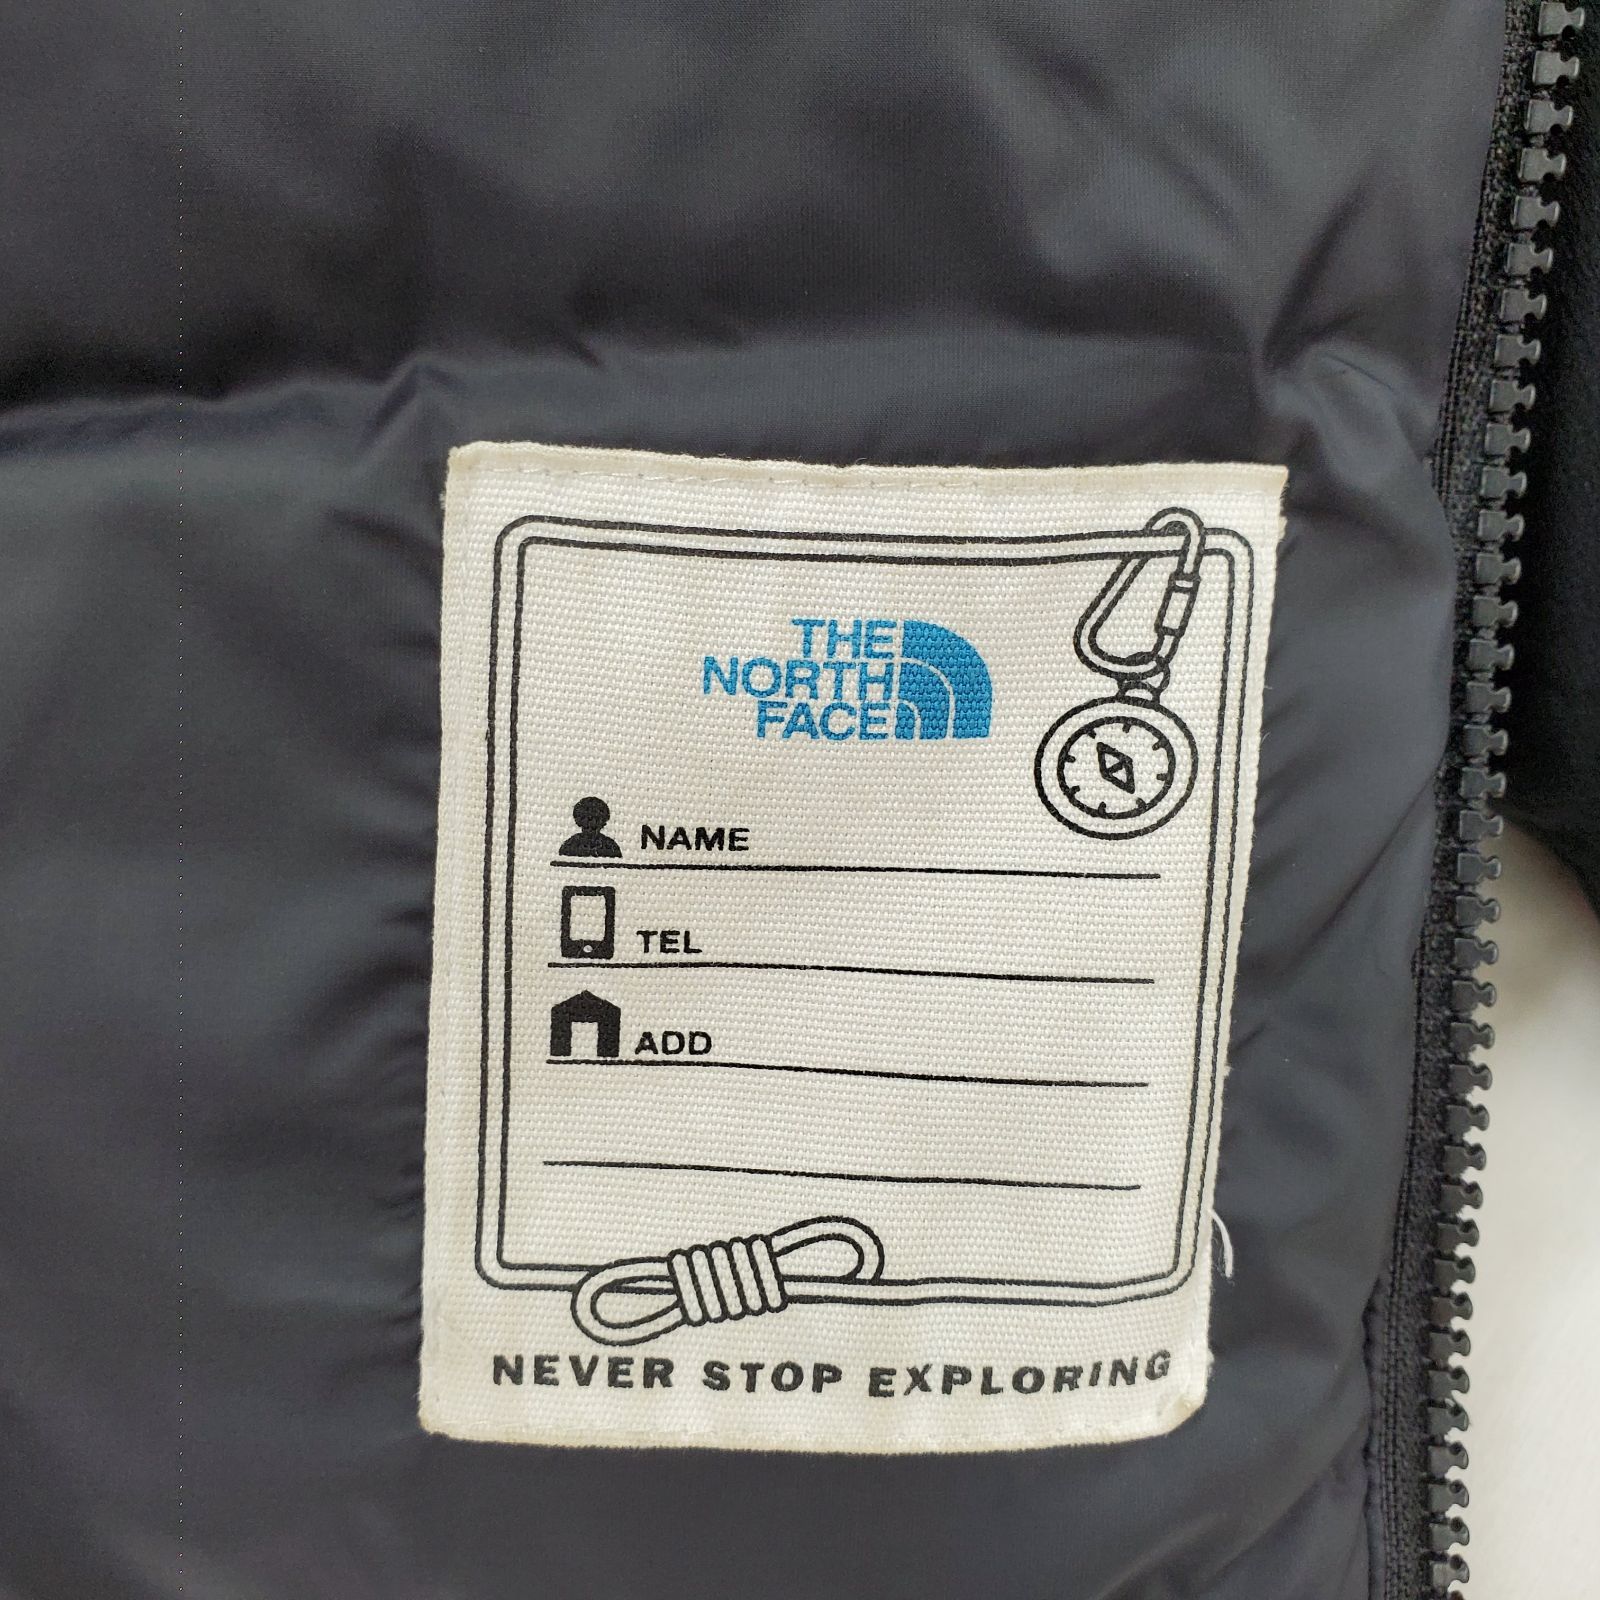 THE
NORTH
FACE
NAME
TEL
ADD
NEVER STOP EXPLORING